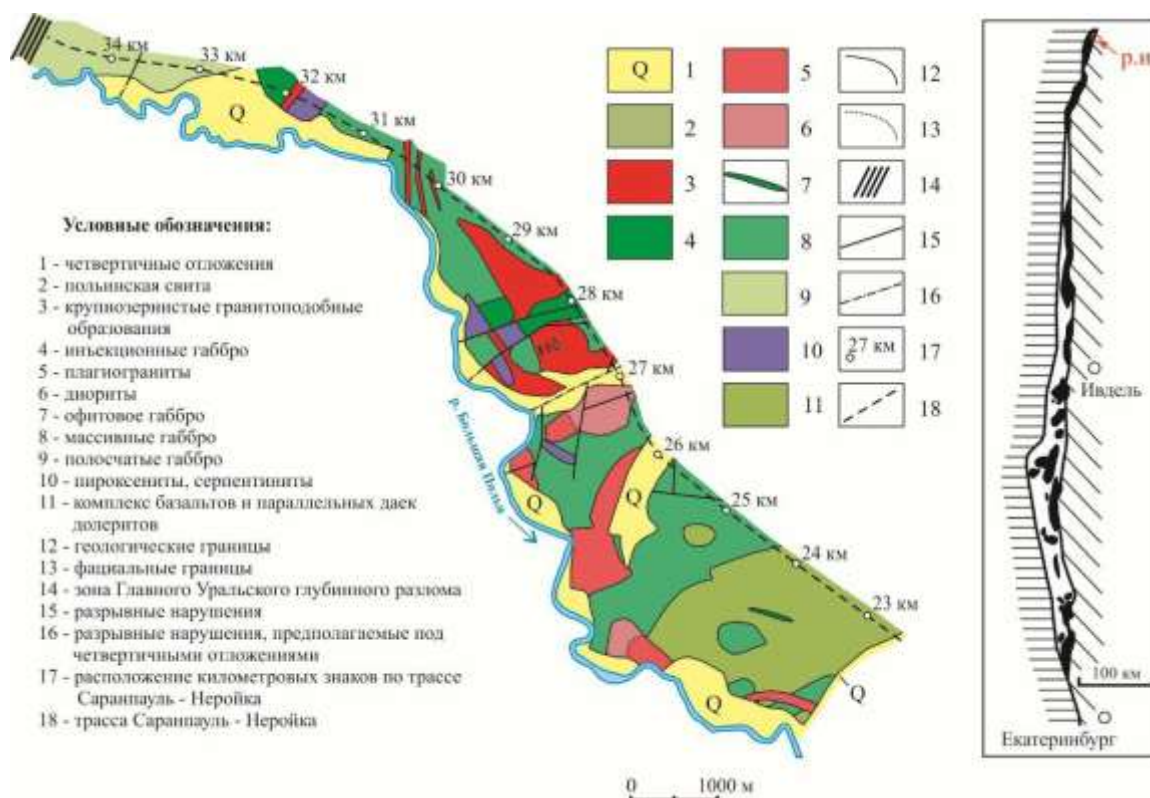 34 км
33 км
32 км
31 км
30 км
29 км
28 км
27 км
26 км
25 км
24 км
23 км
Q
Q
Q
Q
Q
р. Большая
Условные обозначения:
1 - четвертичные отложения
2 - польинская свита
3 - крупнозернистые гранитоподобные
образования
4 - инъекционные габбро
5 - плагиограниты
6 - диориты
7 - офитовое габбро
8 - массивные габбро
9 - полосчатые габбро
10 - пироксениты, серпентиниты
11 - комплекс базальтов и параллельных даек
долеритов
12 - геологические границы
13 - фациальные границы
14 - зона Главного Уральского глубинного разлома
15 - разрывные нарушения
16 - разрывные нарушения, предполагаемые под
четвертичными отложениями
17 - расположение километровых знаков по трассе
Саранпауль - Неройка
18 - трасса Саранпауль - Неройка
Q 1
2
3
4
5
6
7
8
9
10
11
12
13
14
15
16
27 км 17
18
0 1000 м
р.и
Ивдель
100 км
Екатеринбург